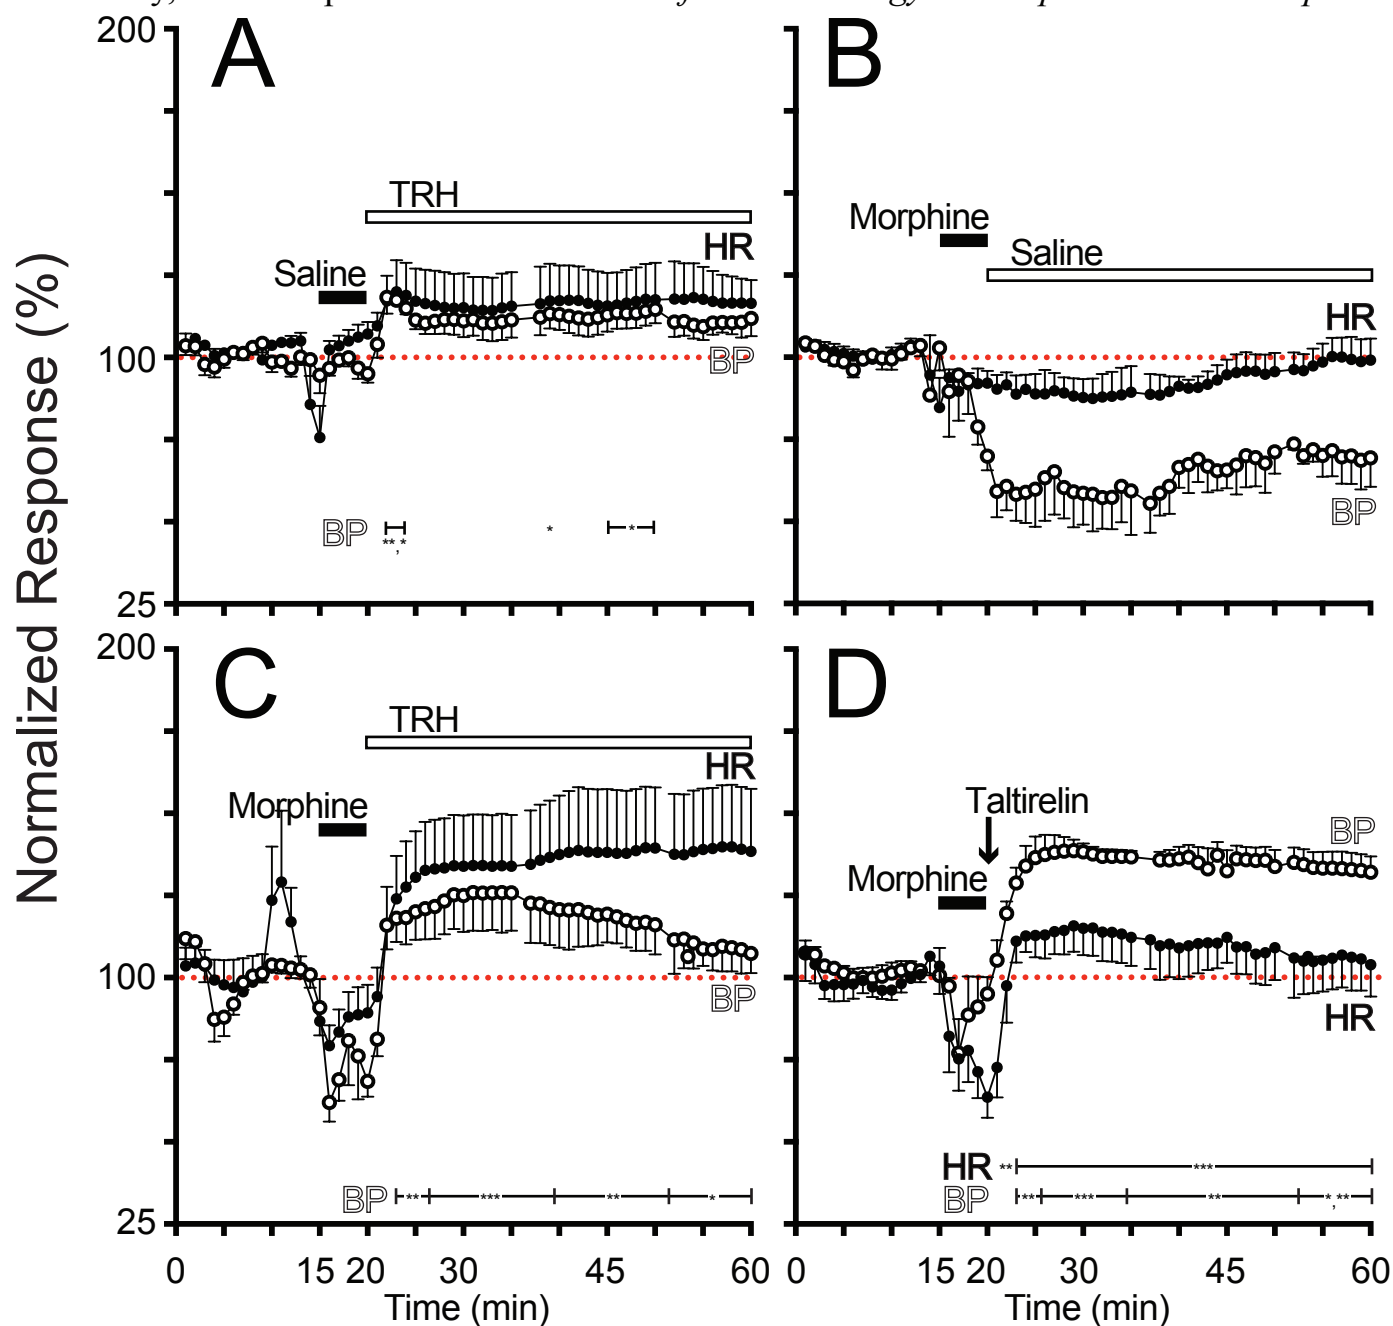 Normalized Response (%)
200
100
25
A
TRH
HR
Saline
BP
BP
**,*
*
*
B
Morphine
Saline
HR
BP
200
100
25
C
TRH
HR
Morphine
BP
BP
**
***
**
*
0 15 20 30 45 60
Time (min)
D
Taltirelin
BP
Morphine
HR
HR ** ***
BP ** *** ** *,**
0 15 20 30 45 60
Time (min)